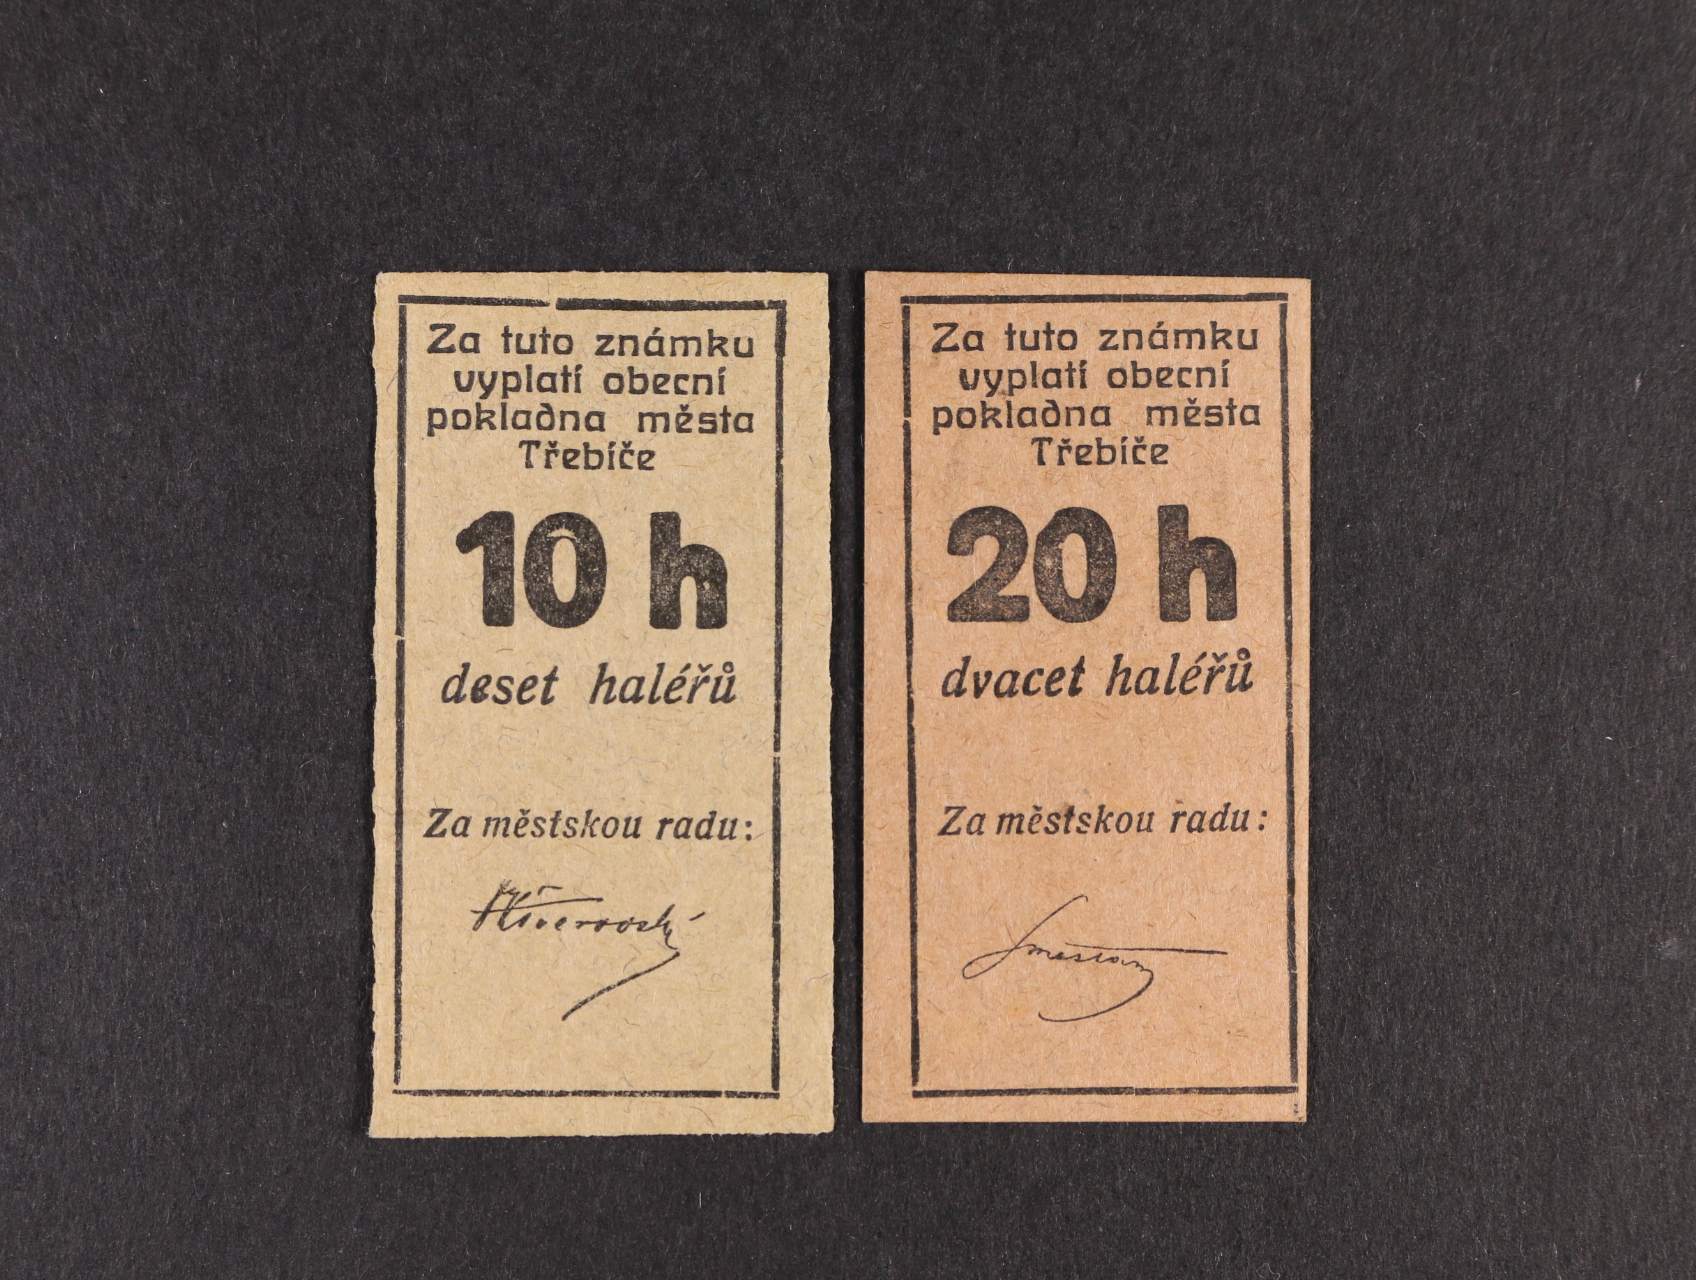 Za tuto známku
vyplatí obecní
pokladna města
Třebíče
10 h
deset haléřů
Za městskou radu:
Za tuto známku
vyplatí obecní
pokladna města
Třebíče
20 h
dvacet haléřů
Za městskou radu: